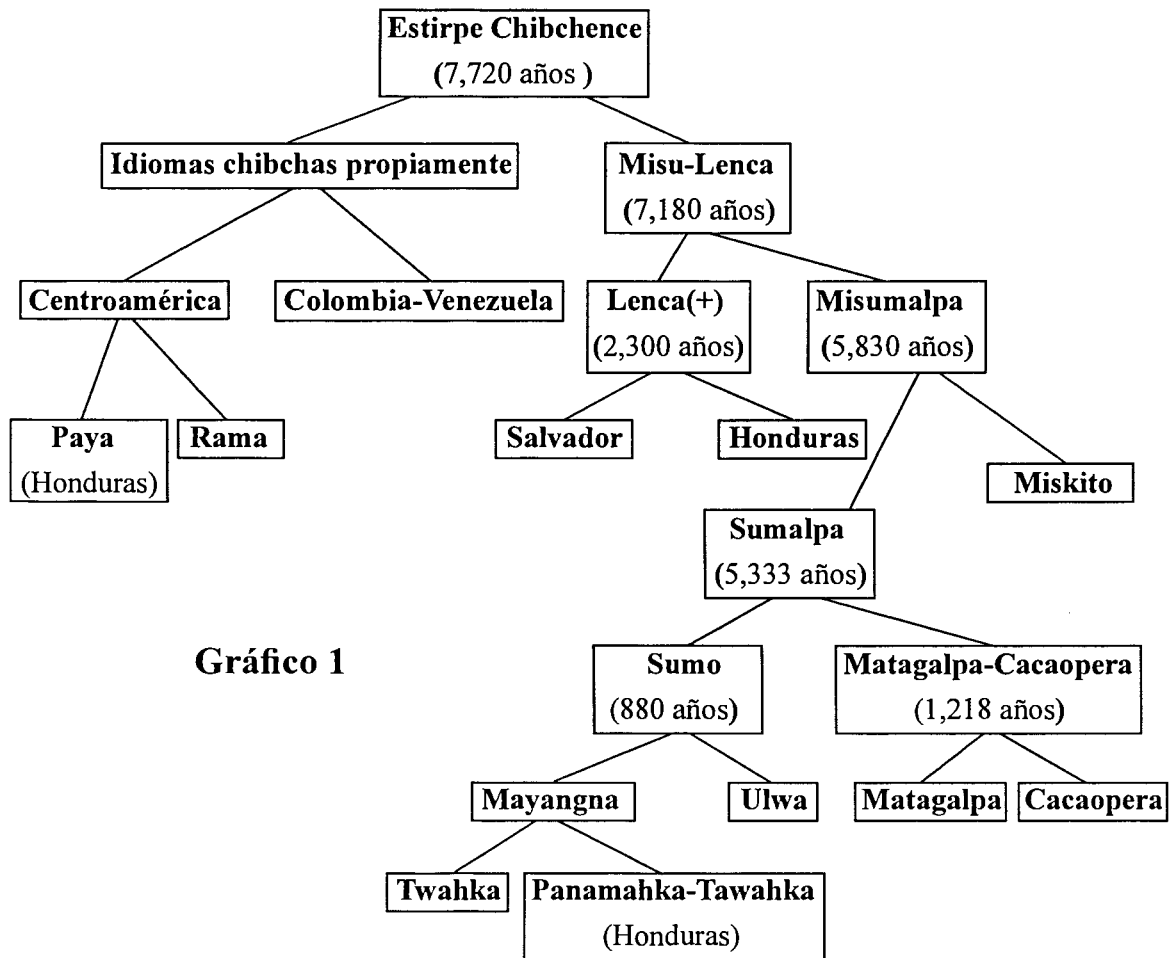 Estirpe Chibchence
(7,720 años )
Idiomas chibchas propiamente
Misu-Lenca
(7,180 años)
Centroamérica
Colombia-Venezuela
Lenca(+)
(2,300 años)
Misumalpa
(5,830 años)
Paya
(Honduras)
Rama
Salvador
Honduras
Miskito
Sumalpa
(5,333 años)
Gráfico 1
Sumo
(880 años)
Matagalpa-Cacaopera
(1,218 años)
Mayangna
Ulwa
Matagalpa
Cacaopera
Twahka
Panamahka-Tawahka
(Honduras)